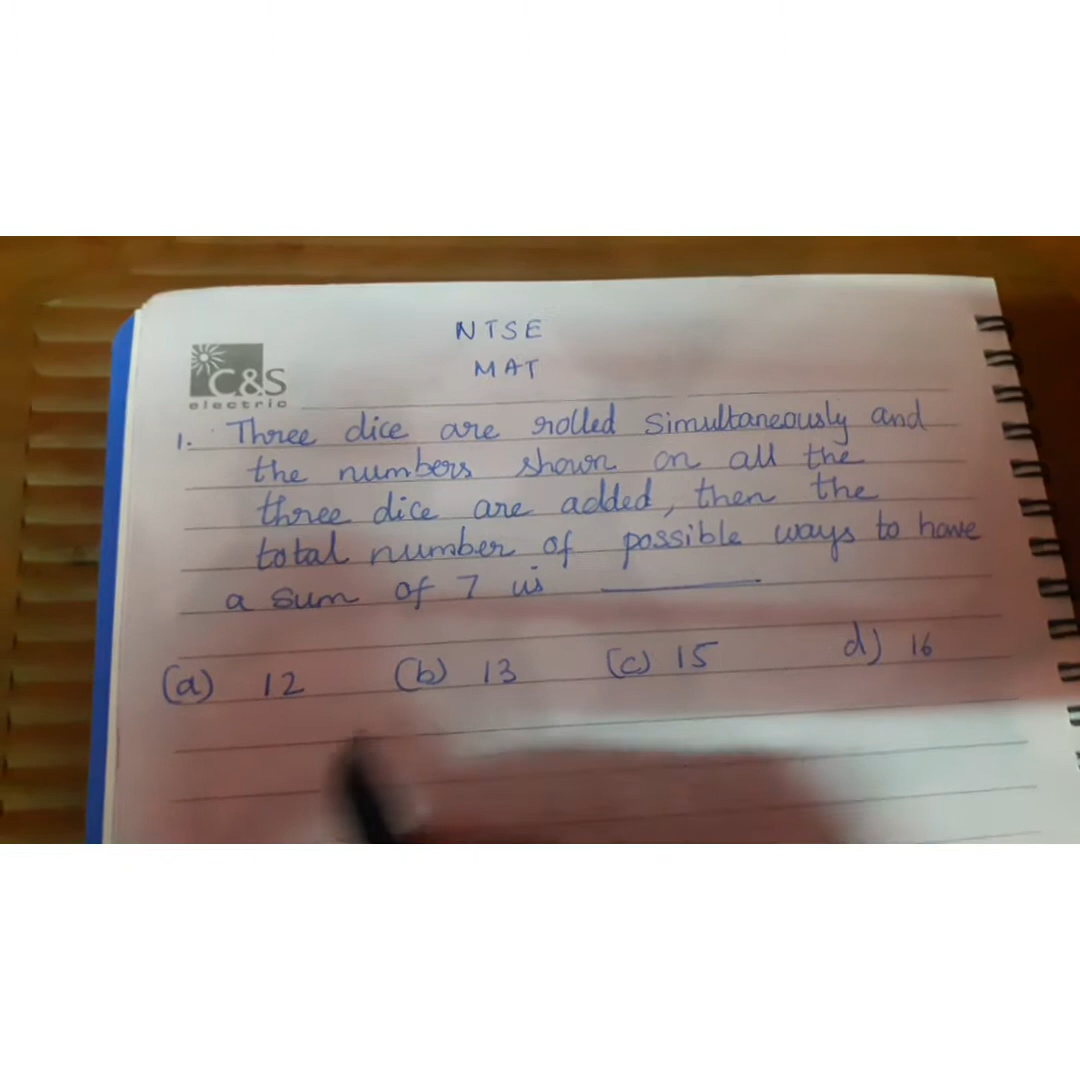 NTSE
MAT
C&S
electric
1. Three dice are rolled simultaneously and
the numbers shown on all the
three dice are added, then the
total number of possible ways to have
a sum of 7 is ______
(a) 12 (b) 13 (c) 15 d) 16